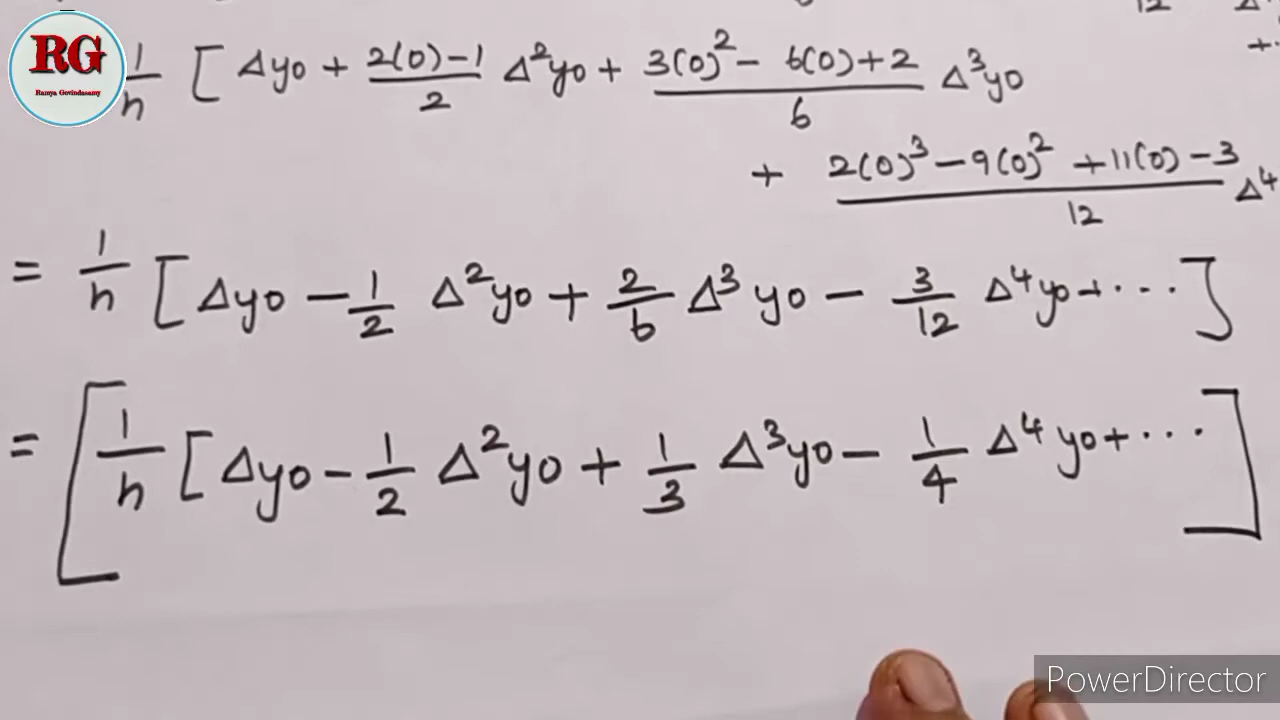 12 Δ⁴
RG
Ramya Govindasamy
1/h [Δy0 + 2(0)-1/2 Δ²y0 + 3(0)² - 6(0)+2/6 Δ³y0
+ 2(0)³ - 9(0)² + 11(0) - 3/12 Δ⁴
= 1/h [Δy0 - 1/2 Δ²y0 + 2/6 Δ³y0 - 3/12 Δ⁴y0 + ...]
= [1/h [Δy0 - 1/2 Δ²y0 + 1/3 Δ³y0 - 1/4 Δ⁴y0 + ...]
PowerDirector